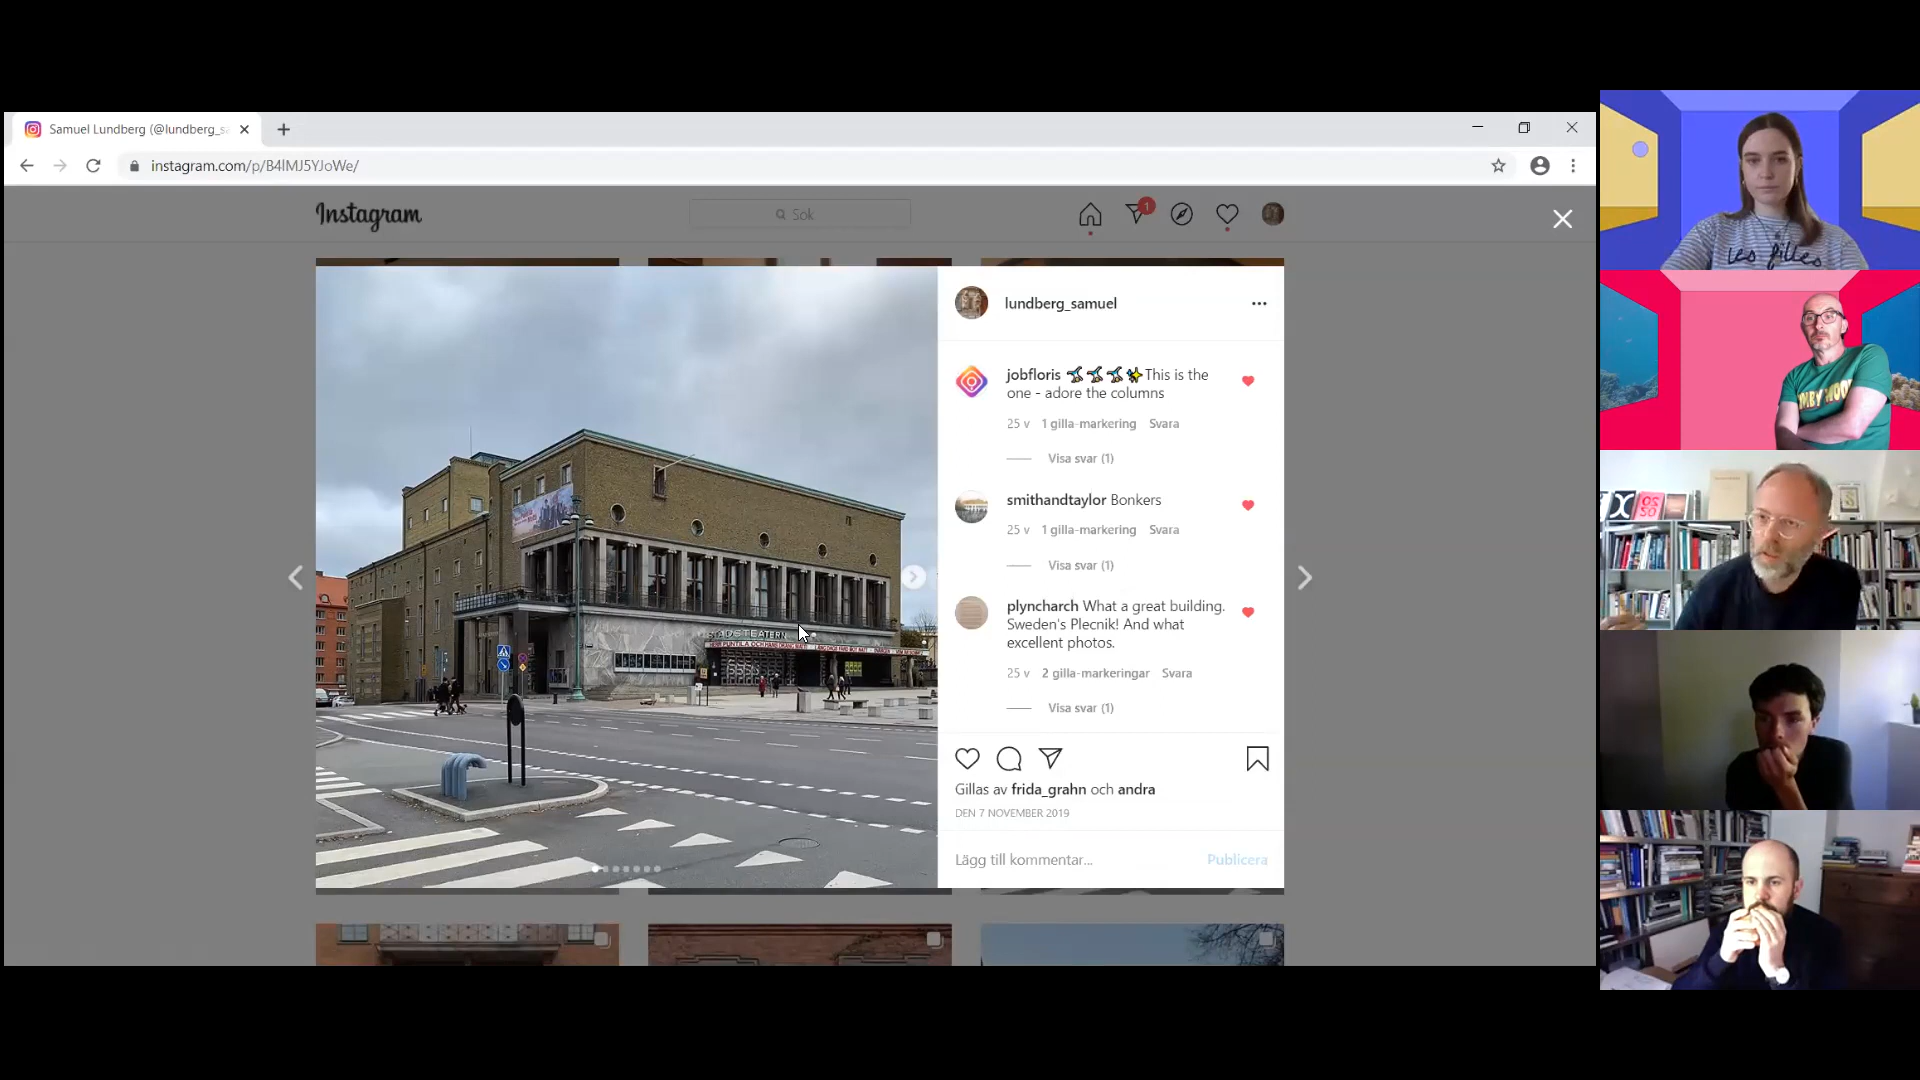 Samuel Lundberg (@lundberg_s
instagram.com/p/B4IMJ5YJoWe/
Instagram
Sök
1
lundberg_samuel
jobfloris This is the
one - adore the columns
25 v 1 gilla-markering Svara
Visa svar (1)
smithandtaylor Bonkers
25 v 1 gilla-markering Svara
Visa svar (1)
plyncharch What a great building.
Sweden's Plecnik! And what
excellent photos.
25 v 2 gilla-markeringar Svara
Visa svar (1)
Gillas av frida_grahn och andra
DEN 7 NOVEMBER 2019
Lägg till kommentar...
Publicera
STADSTEATERN
Les filles